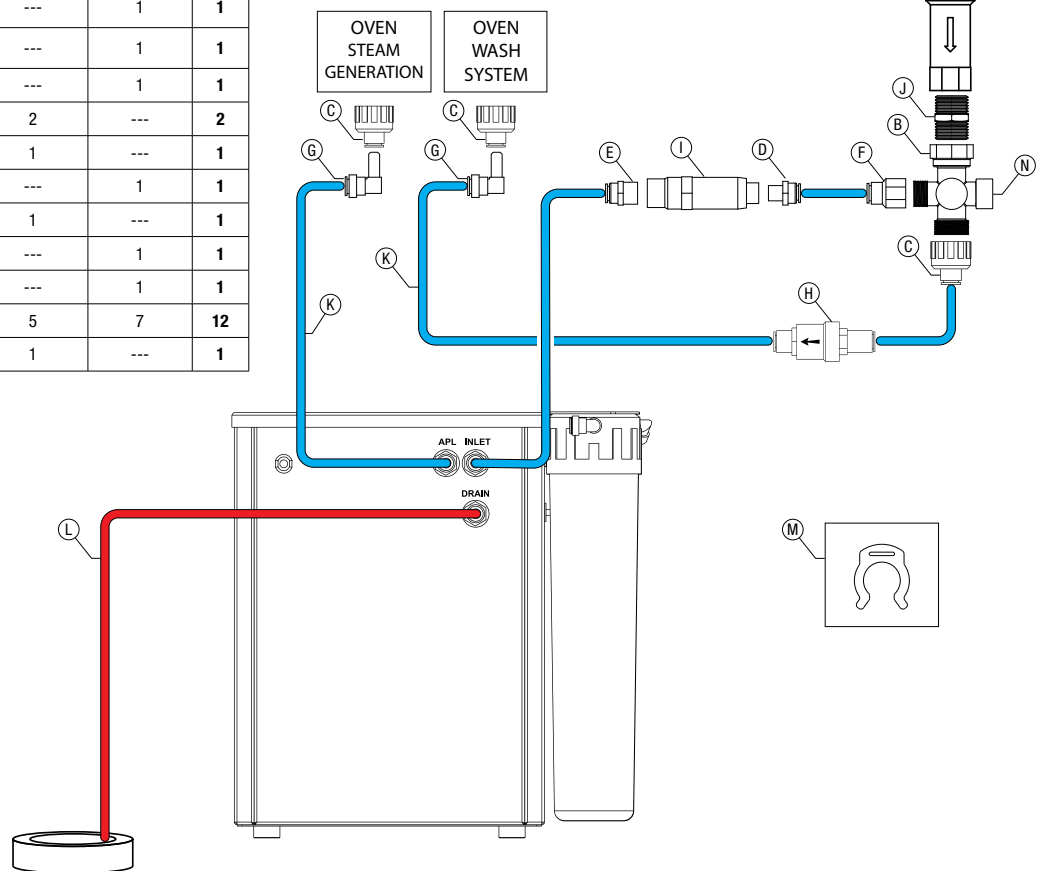 --- 1 1
--- 1 1
--- 1 1
2 --- 2
1 --- 1
--- 1 1
1 --- 1
--- 1 1
--- 1 1
5 7 12
1 --- 1
OVEN
STEAM
GENERATION
OVEN
WASH
SYSTEM
C
C
G
G
E
I
D
F
J
B
N
C
K
K
H
APL INLET
DRAIN
L
M